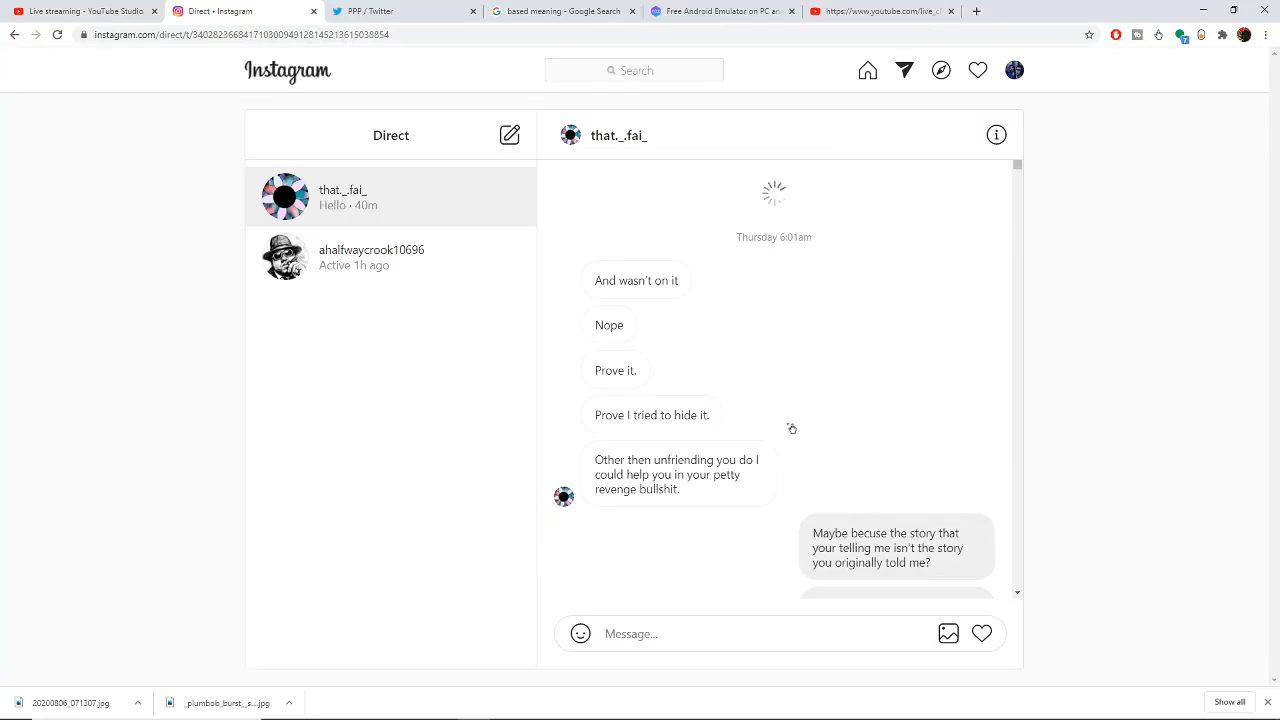 Live streaming - YouTube Studio
Direct • Instagram
PPP / Twitter
based meaning - Google Search
Free Android Emulator on PC an
https://www.youtube.com/live_cl
instagram.com/direct/t/340282366841710300949128145213615038854
7
Instagram
Search
Direct
that._.fai_
that._.fai_
Hello · 40m
ahalfwaycrook10696
Active 1h ago
Thursday 6:01am
And wasn't on it
Nope
Prove it.
Prove I tried to hide it.
Other then unfriending you do I
could help you in your petty
revenge bullshit.
Maybe becuse the story that
your telling me isn't the story
you originally told me?
Message...
20200806_071307.jpg
_plumbob_burst__s....jpg
Show all